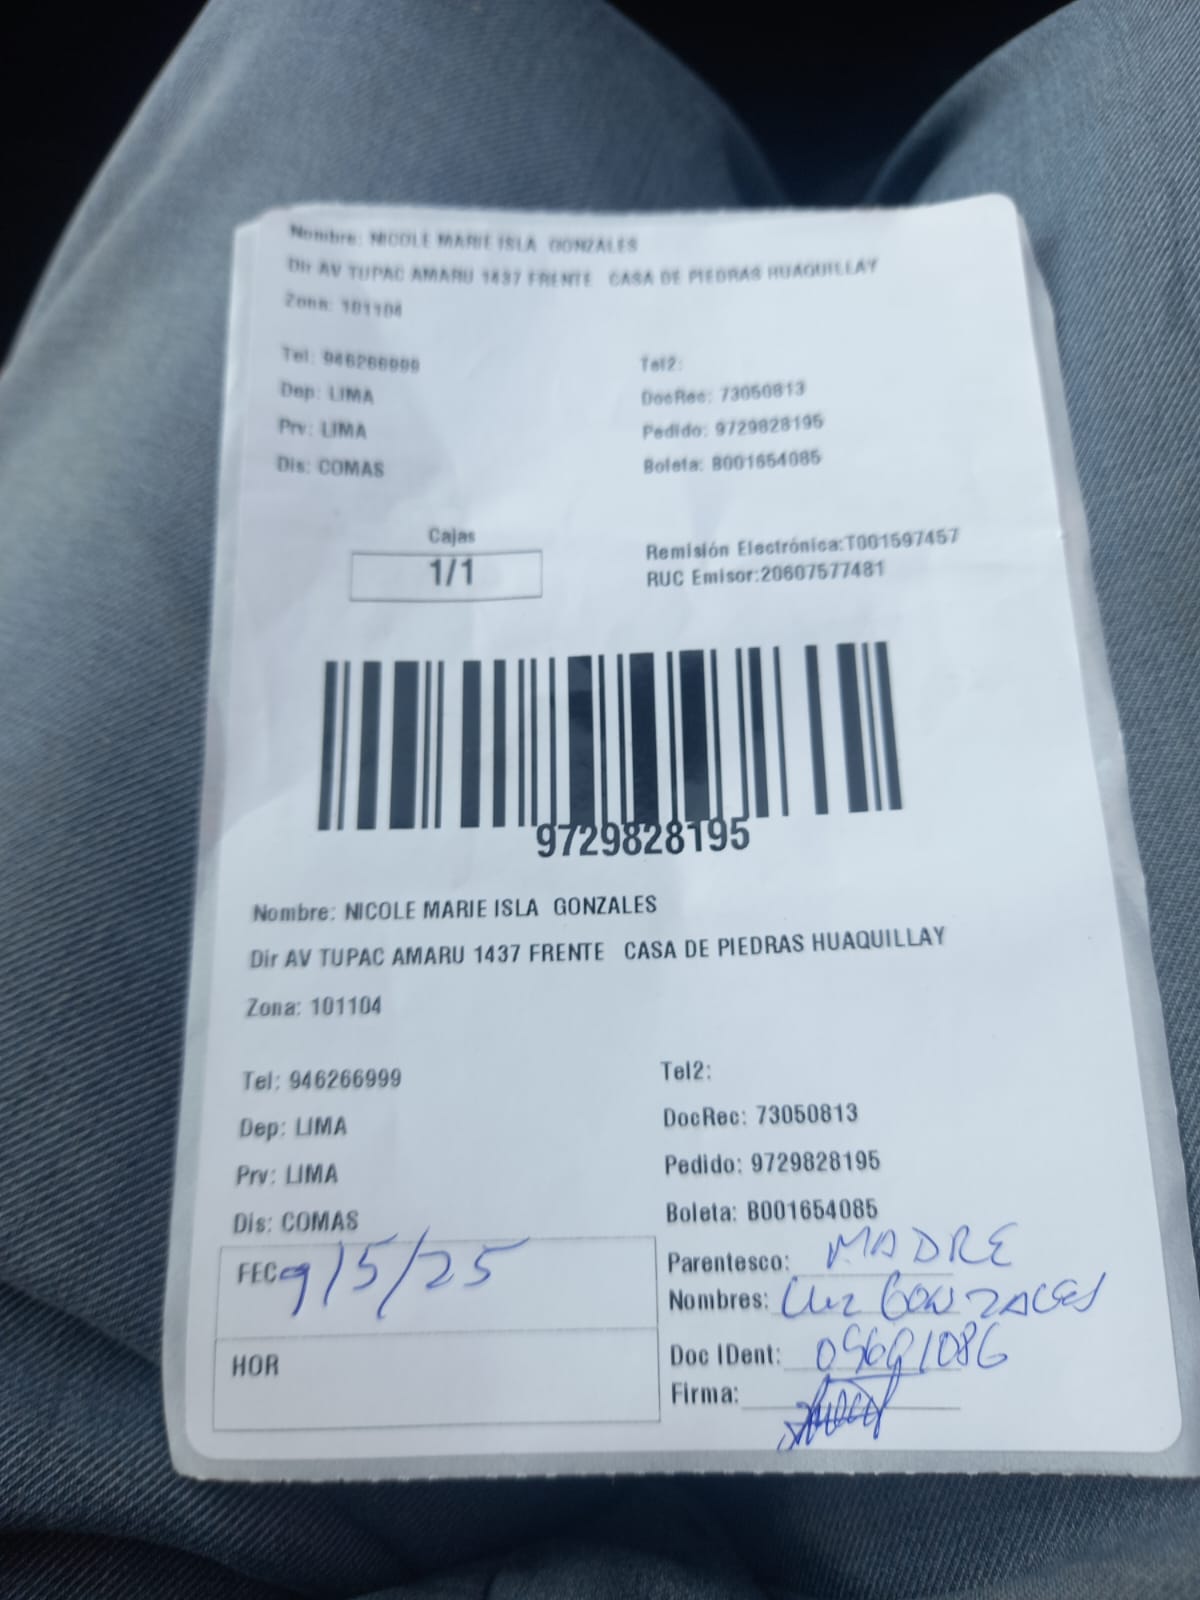 Nombre: NICOLE MARIE ISLA GONZALES
Dir AV TUPAC AMARU 1437 FRENTE CASA DE PIEDRAS HUAQUILLAY
Zona: 101104
Tel: 946266999 Tel2:
Dep: LIMA DocRec: 73050813
Prv: LIMA Pedido: 9729828195
Dis: COMAS Boleta: B001654085
Cajas
1/1
Remisión Electrónica:T001597457
RUC Emisor:20607577481
9729828195
Nombre: NICOLE MARIE ISLA GONZALES
Dir AV TUPAC AMARU 1437 FRENTE CASA DE PIEDRAS HUAQUILLAY
Zona: 101104
Tel: 946266999 Tel2:
Dep: LIMA DocRec: 73050813
Prv: LIMA Pedido: 9729828195
Dis: COMAS Boleta: B001654085
FEC 9/5/25
HOR
Parentesco: MADRE
Nombres: Luz GONZALES
Doc IDent:
Firma: